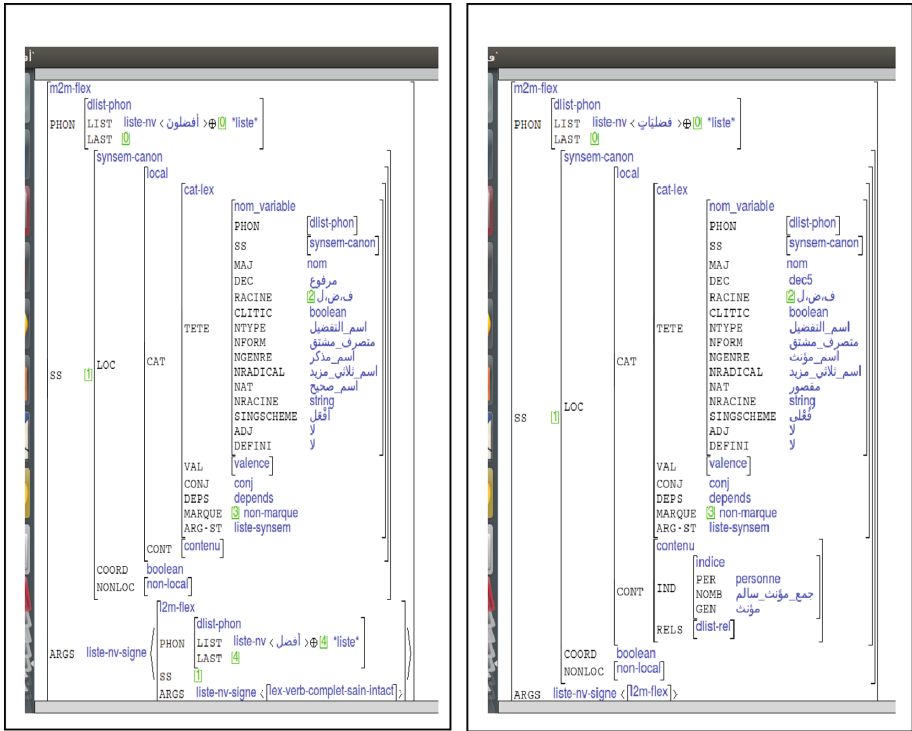 m2m-flex
dlist-phon
PHON LIST liste-nv < أفضلونَ > ⊕ 0 *liste*
LAST 0
synsem-canon
local
cat-lex
nom_variable
PHON dlist-phon
SS synsem-canon
MAJ nom
DEC مرفوع
RACINE 2 ف،ض،ل
CLITIC boolean
TETE NTYPE اسم_التفضيل
NFORM متصرف_مشتق
LOC CAT NGENRE اسم_مذكر
SS 1 NRADICAL اسم_ثلاثي_مزيد
NAT اسم_صحيح
NRACINE string
SINGSCHEME أفْعَل
ADJ لا
DEFINI لا
VAL valence
CONJ conj
DEPS depends
MARQUE 3 non-marque
ARG-ST liste-synsem
CONT contenu
COORD boolean
NONLOC non-local
l2m-flex
dlist-phon
PHON LIST liste-nv < أفضل > ⊕ 4 *liste*
ARGS liste-nv-signe LAST 4
SS 1
ARGS liste-nv-signe < lex-verb-complet-sain-intact >
m2m-flex
dlist-phon
PHON LIST liste-nv < فضليَاتٍ > ⊕ 0 *liste*
LAST 0
synsem-canon
local
cat-lex
nom_variable
PHON dlist-phon
SS synsem-canon
MAJ nom
DEC dec5
RACINE 2 ف،ض،ل
CLITIC boolean
TETE NTYPE اسم_التفضيل
NFORM متصرف_مشتق
CAT NGENRE اسم_مؤنث
NRADICAL اسم_ثلاثي_مزيد
NAT مقصور
NRACINE string
LOC SINGSCHEME فُعْلى
SS 1 ADJ لا
DEFINI لا
VAL valence
CONJ conj
DEPS depends
MARQUE 3 non-marque
ARG-ST liste-synsem
contenu
indice
PER personne
CONT IND NOMB جمع_مؤنث_سالم
GEN مؤنث
RELS dlist-rel
COORD boolean
NONLOC non-local
ARGS liste-nv-signe < l2m-flex >